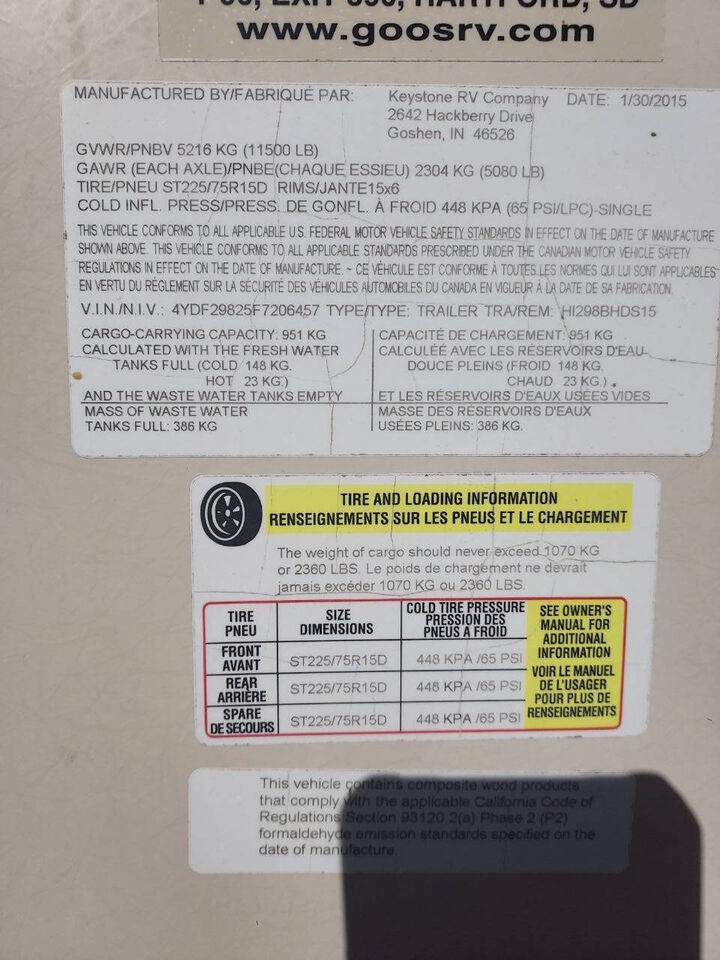 I-90, EXIT 390, HARTFORD, SD
www.goosrv.com
MANUFACTURED BY/FABRIQUÉ PAR: Keystone RV Company DATE: 1/30/2015
2642 Hackberry Drive
Goshen, IN 46526
GVWR/PNBV 5216 KG (11500 LB)
GAWR (EACH AXLE)/PNBE(CHAQUE ESSIEU) 2304 KG (5080 LB)
TIRE/PNEU ST225/75R15D RIMS/JANTE15x6
COLD INFL. PRESS/PRESS. DE GONFL. À FROID 448 KPA (65 PSI/LPC)-SINGLE
THIS VEHICLE CONFORMS TO ALL APPLICABLE U.S. FEDERAL MOTOR VEHICLE SAFETY STANDARDS IN EFFECT ON THE DATE OF MANUFACTURE
SHOWN ABOVE. THIS VEHICLE CONFORMS TO ALL APPLICABLE STANDARDS PRESCRIBED UNDER THE CANADIAN MOTOR VEHICLE SAFETY
REGULATIONS IN EFFECT ON THE DATE OF MANUFACTURE. ~ CE VÉHICULE EST CONFORME À TOUTES LES NORMES QUI LUI SONT APPLICABLES
EN VERTU DU RÈGLEMENT SUR LA SÉCURITÉ DES VÉHICULES AUTOMOBILES DU CANADA EN VIGUEUR À LA DATE DE SA FABRICATION.
V.I.N./N.I.V.: 4YDF29825F7206457 TYPE/TYPE: TRAILER TRA/REM: HI298BHDS15
CARGO-CARRYING CAPACITY: 951 KG
CALCULATED WITH THE FRESH WATER
TANKS FULL (COLD 148 KG.
HOT 23 KG.)
AND THE WASTE WATER TANKS EMPTY
MASS OF WASTE WATER
TANKS FULL: 386 KG
CAPACITÉ DE CHARGEMENT: 951 KG
CALCULÉE AVEC LES RÉSERVOIRS D'EAU
DOUCE PLEINS (FROID 148 KG.
CHAUD 23 KG.)
ET LES RÉSERVOIRS D'EAUX USÉES VIDES
MASSE DES RÉSERVOIRS D'EAUX
USÉES PLEINS: 386 KG.
TIRE AND LOADING INFORMATION
RENSEIGNEMENTS SUR LES PNEUS ET LE CHARGEMENT
The weight of cargo should never exceed 1070 KG
or 2360 LBS. Le poids de chargement ne devrait
jamais excéder 1070 KG ou 2360 LBS.
TIRE
PNEU
SIZE
DIMENSIONS
COLD TIRE PRESSURE
PRESSION DES
PNEUS A FROID
FRONT
AVANT
ST225/75R15D 448 KPA /65 PSI
REAR
ARRIÈRE
ST225/75R15D 448 KPA /65 PSI
SPARE
DE SECOURS
ST225/75R15D 448 KPA /65 PSI
SEE OWNER'S
MANUAL FOR
ADDITIONAL
INFORMATION
VOIR LE MANUEL
DE L'USAGER
POUR PLUS DE
RENSEIGNEMENTS
This vehicle contains composite wood products
that comply with the applicable California Code of
Regulations Section 93120.2(a) Phase 2 (P2)
formaldehyde emission standards specified on the
date of manufacture.